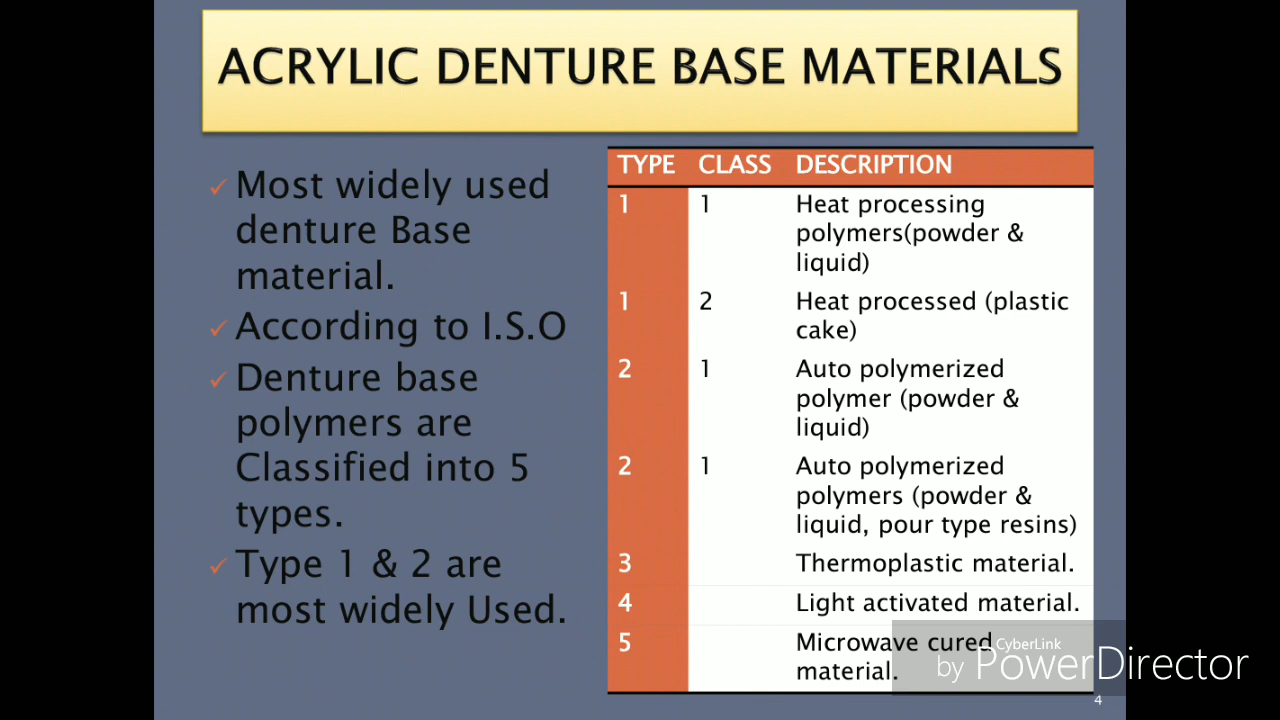 ACRYLIC DENTURE BASE MATERIALS
✓ Most widely used
denture Base
material.
✓ According to I.S.O
✓ Denture base
polymers are
Classified into 5
types.
✓ Type 1 & 2 are
most widely Used.
TYPE CLASS DESCRIPTION
1 1 Heat processing
polymers(powder &
liquid)
1 2 Heat processed (plastic
cake)
2 1 Auto polymerized
polymer (powder &
liquid)
2 1 Auto polymerized
polymers (powder &
liquid, pour type resins)
3 Thermoplastic material.
4 Light activated material.
5 Microwave cured
material.
CyberLink
by PowerDirector
4